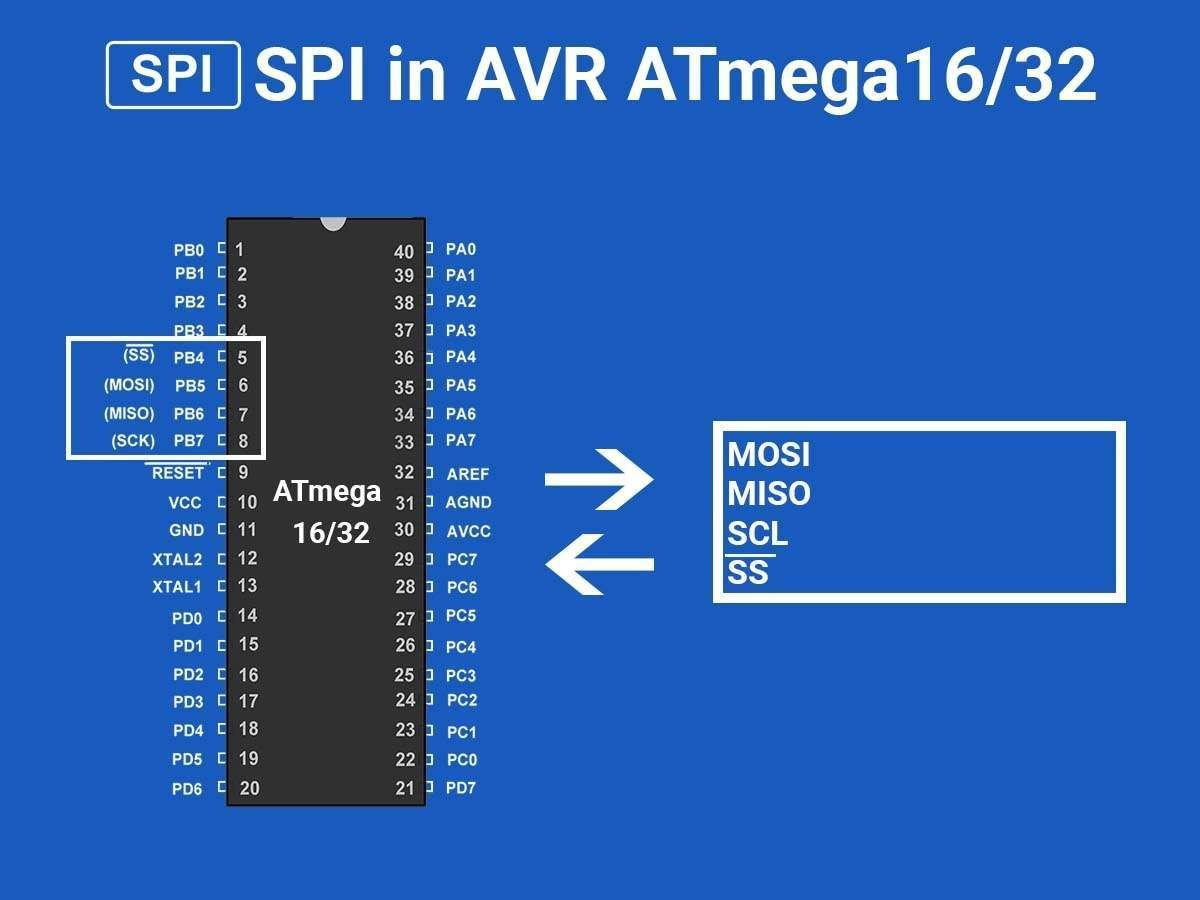 SPI SPI in AVR ATmega16/32
PB0 1 40 PA0
PB1 2 39 PA1
PB2 3 38 PA2
PB3 4 37 PA3
(SS) PB4 5 36 PA4
(MOSI) PB5 6 35 PA5
(MISO) PB6 7 34 PA6
(SCK) PB7 8 33 PA7
RESET 9 32 AREF
VCC 10 31 AGND
GND 11 30 AVCC
XTAL2 12 29 PC7
XTAL1 13 28 PC6
PD0 14 27 PC5
PD1 15 26 PC4
PD2 16 25 PC3
PD3 17 24 PC2
PD4 18 23 PC1
PD5 19 22 PC0
PD6 20 21 PD7
ATmega
16/32
MOSI
MISO
SCL
SS